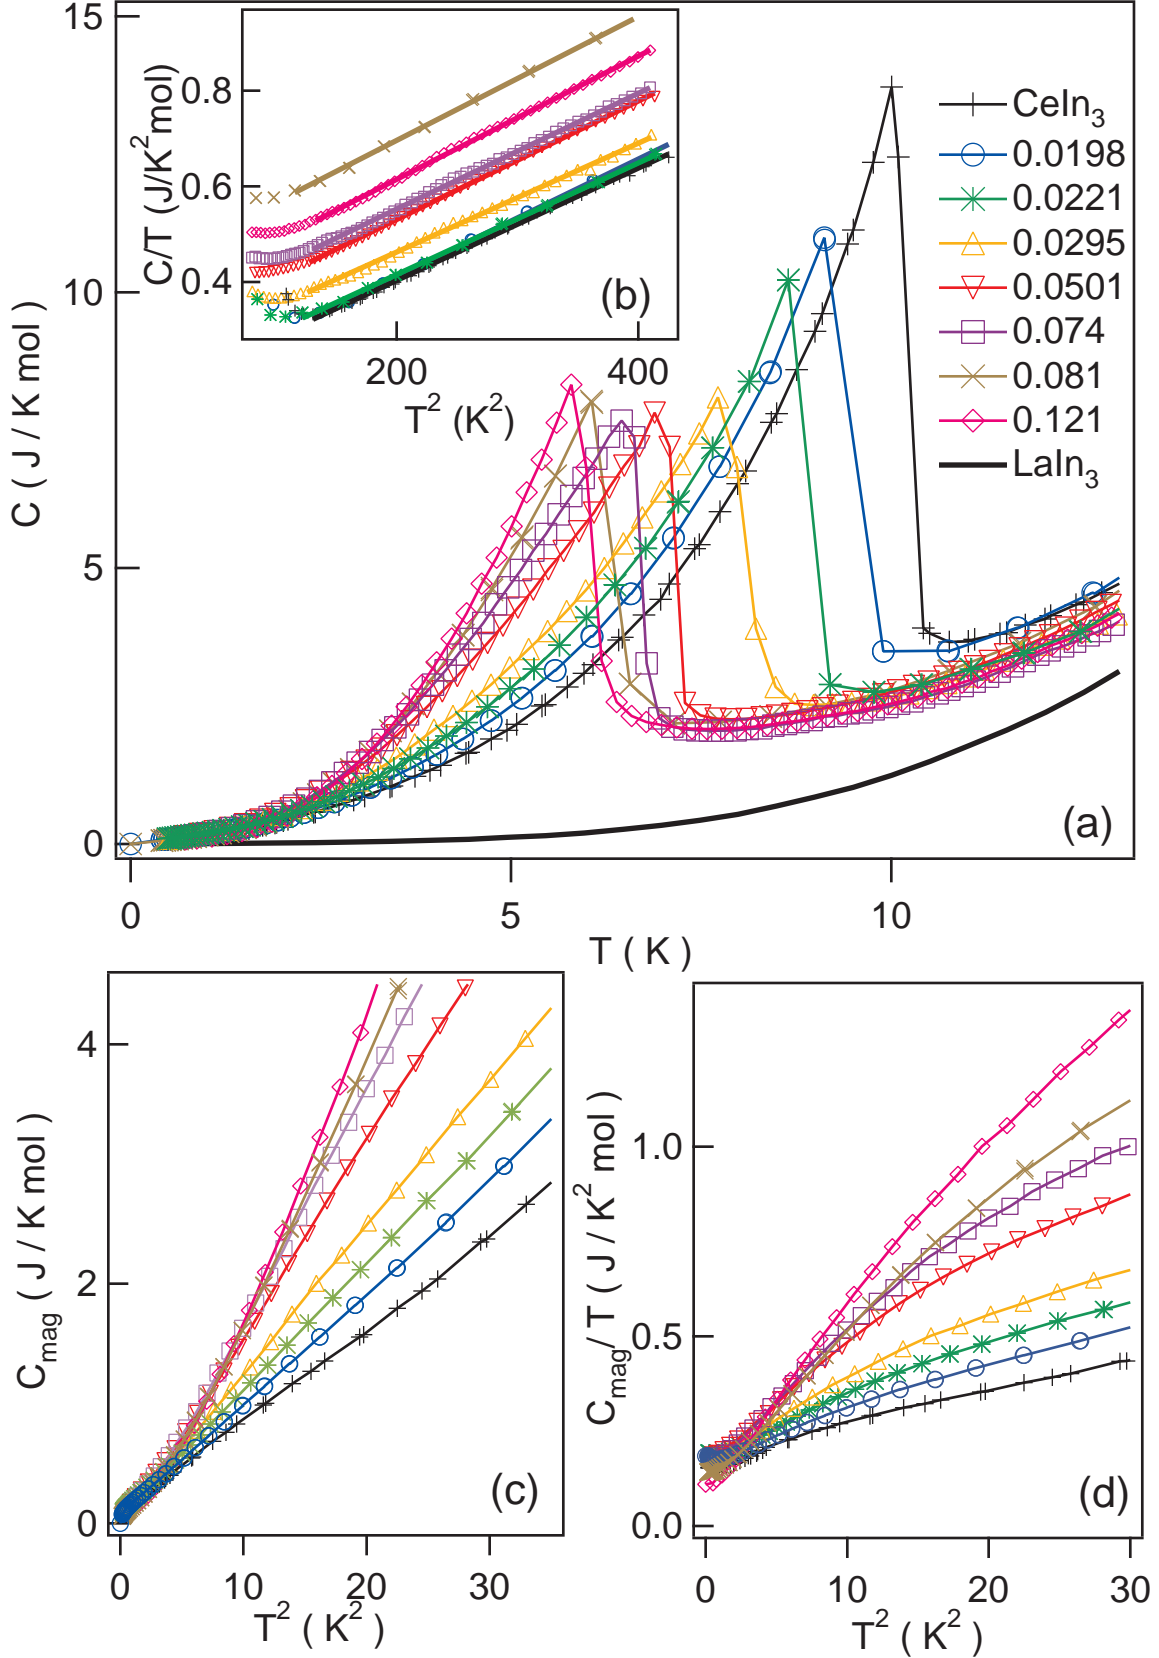 15
10
5
0
C ( J / K mol )
0
5
10
T ( K )
CeIn3
0.0198
0.0221
0.0295
0.0501
0.074
0.081
0.121
LaIn3
(a)
0.8
0.6
0.4
C/T (J/K²mol)
200
400
T² (K²)
(b)
4
2
0
Cmag ( J / K mol )
0
10
20
30
T² ( K² )
(c)
1.0
0.5
0.0
Cmag/ T ( J / K² mol )
0
10
20
30
T² ( K² )
(d)